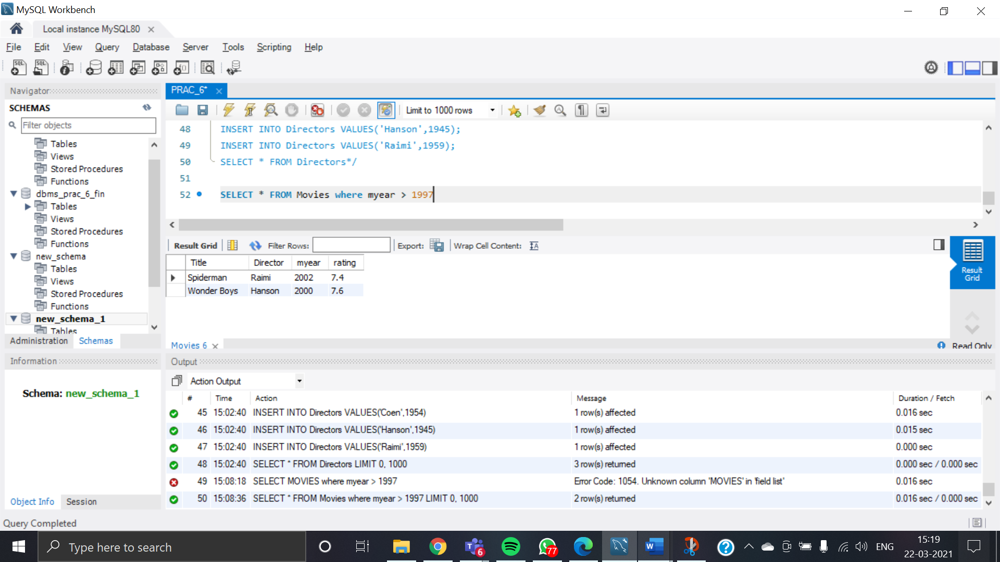 MySQL Workbench
Local instance MySQL80
File Edit View Query Database Server Tools Scripting Help
Navigator
SCHEMAS
Filter objects
Tables
Views
Stored Procedures
Functions
dbms_prac_6_fin
Tables
Views
Stored Procedures
Functions
new_schema
Tables
Views
Stored Procedures
Functions
new_schema_1
Tables
Administration Schemas
Information
Schema: new_schema_1
Object Info Session
PRAC_6*
Limit to 1000 rows
48 INSERT INTO Directors VALUES('Hanson',1945);
49 INSERT INTO Directors VALUES('Raimi',1959);
50 SELECT * FROM Directors*/
51
52 SELECT * FROM Movies where myear > 1997
Result Grid Filter Rows: Export: Wrap Cell Content:
Title Director myear rating
Spiderman Raimi 2002 7.4
Wonder Boys Hanson 2000 7.6
Result Grid
Movies 6
Read Only
Output
Action Output
# Time Action Message Duration / Fetch
45 15:02:40 INSERT INTO Directors VALUES('Coen',1954) 1 row(s) affected 0.016 sec
46 15:02:40 INSERT INTO Directors VALUES('Hanson',1945) 1 row(s) affected 0.015 sec
47 15:02:40 INSERT INTO Directors VALUES('Raimi',1959) 1 row(s) affected 0.000 sec
48 15:02:40 SELECT * FROM Directors LIMIT 0, 1000 3 row(s) returned 0.000 sec / 0.000 sec
49 15:08:18 SELECT MOVIES where myear > 1997 Error Code: 1054. Unknown column 'MOVIES' in 'field list' 0.016 sec
50 15:08:36 SELECT * FROM Movies where myear > 1997 LIMIT 0, 1000 2 row(s) returned 0.016 sec / 0.000 sec
Query Completed
Type here to search
6
77
ENG
15:19
22-03-2021